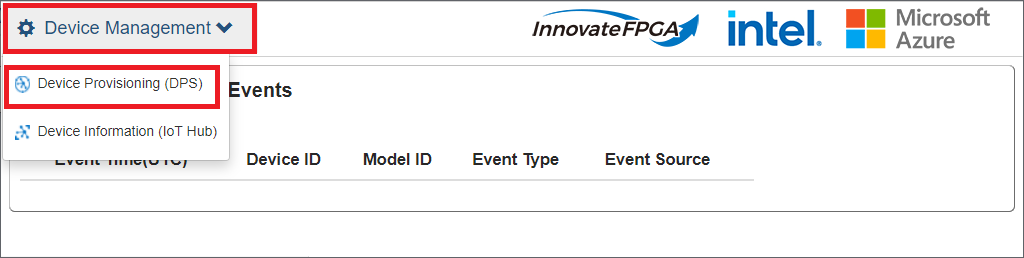 Device Management
InnovateFPGA
intel.
Microsoft
Azure
Device Provisioning (DPS)
Events
Device Information (IoT Hub)
Event Time(UTC) Device ID Model ID Event Type Event Source